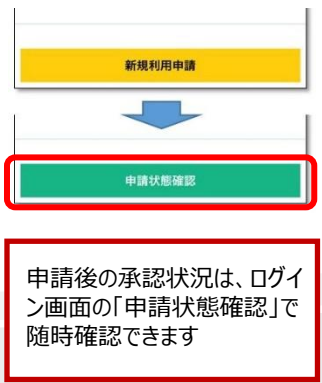 新規利用申請
申請状態確認
申請後の承認状況は、ログイ
ン画面の「申請状態確認」で
随時確認できます